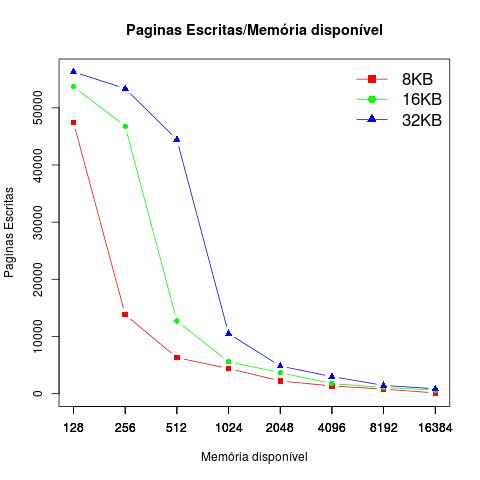 Paginas Escritas/Memória disponível
8KB
16KB
32KB
Paginas Escritas
50000
40000
30000
20000
10000
0
128 256 512 1024 2048 4096 8192 16384
Memória disponível